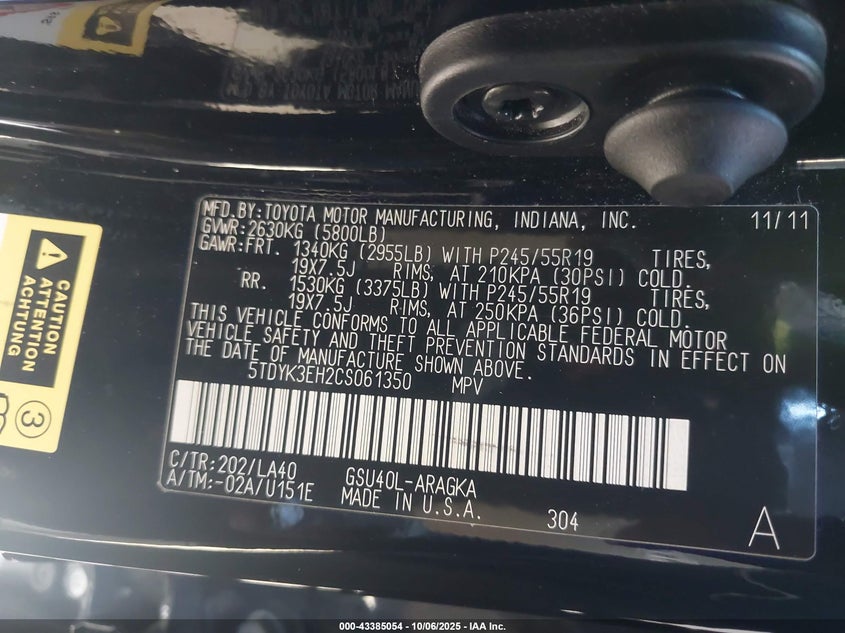 MFD.BY:TOYOTA MOTOR MANUFACTURING, INDIANA, INC. 11/11
GVWR:2630KG (5800LB)
GAWR:FRT. 1340KG (2955LB) WITH P245/55R19 TIRES,
19X7.5J RIMS, AT 210KPA (30PSI) COLD.
RR. 1530KG (3375LB) WITH P245/55R19 TIRES,
19X7.5J RIMS, AT 250KPA (36PSI) COLD.
THIS VEHICLE CONFORMS TO ALL APPLICABLE FEDERAL MOTOR
VEHICLE SAFETY AND THEFT PREVENTION STANDARDS IN EFFECT ON
THE DATE OF MANUFACTURE SHOWN ABOVE.
5TDYK3EH2CS061350 MPV
C/TR:202/LA40 GSU40L-ARAGKA
A/TM:-02A/U151E MADE IN U.S.A. 304
A
CAUTION
ATTENTION
ACHTUNG
3
000-43385054 - 10/06/2025 - IAA Inc.